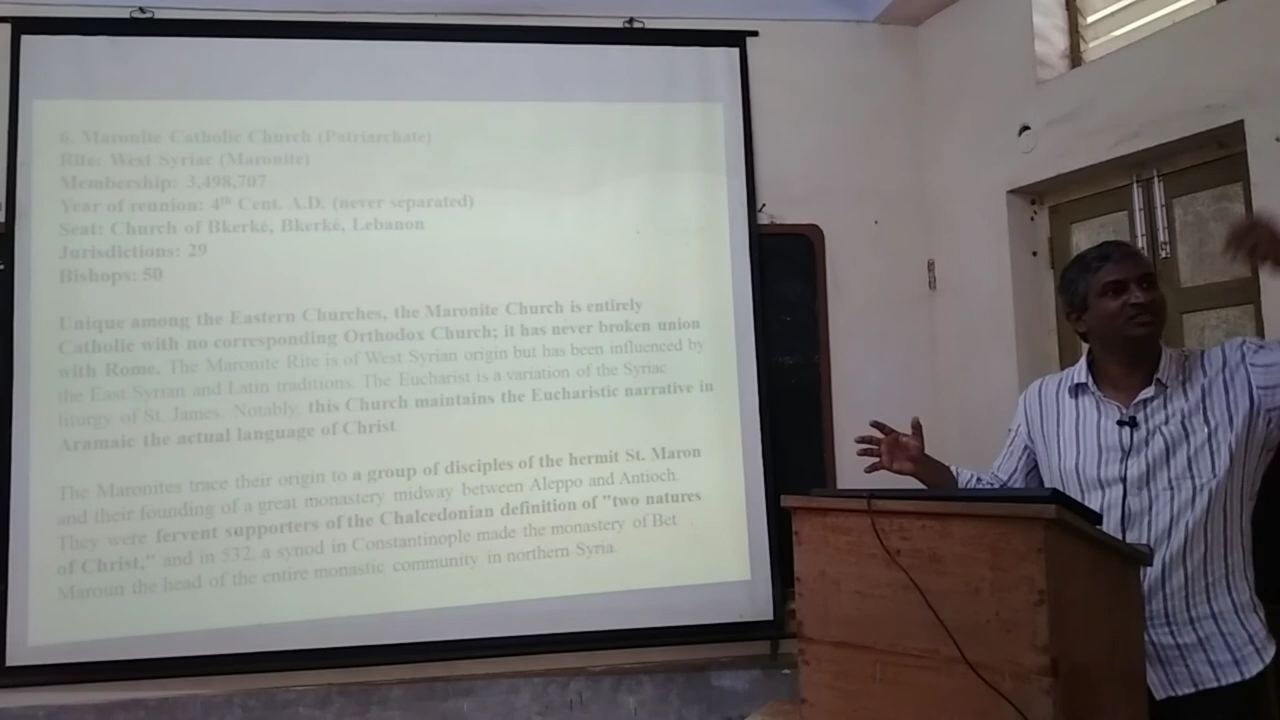 6. Maronite Catholic Church (Patriarchate)
Rite: West Syriac (Maronite)
Membership: 3,498,707
Year of reunion: 4th Cent. A.D. (never separated)
Seat: Church of Bkerké, Bkerké, Lebanon
Jurisdictions: 29
Bishops: 50
Unique among the Eastern Churches, the Maronite Church is entirely
Catholic with no corresponding Orthodox Church; it has never broken union
with Rome. The Maronite Rite is of West Syrian origin but has been influenced by
the East Syrian and Latin traditions. The Eucharist is a variation of the Syriac
liturgy of St. James. Notably, this Church maintains the Eucharistic narrative in
Aramaic the actual language of Christ.
The Maronites trace their origin to a group of disciples of the hermit St. Maron
and their founding of a great monastery midway between Aleppo and Antioch.
They were fervent supporters of the Chalcedonian definition of "two natures
of Christ," and in 532, a synod in Constantinople made the monastery of Bet
Maroun the head of the entire monastic community in northern Syria.